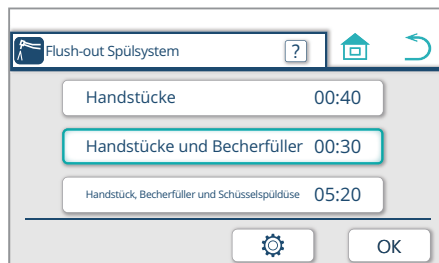 Flush-out Spülsystem ?
Handstücke 00:40
Handstücke und Becherfüller 00:30
Handstück, Becherfüller und Schüsselspüldüse 05:20
OK